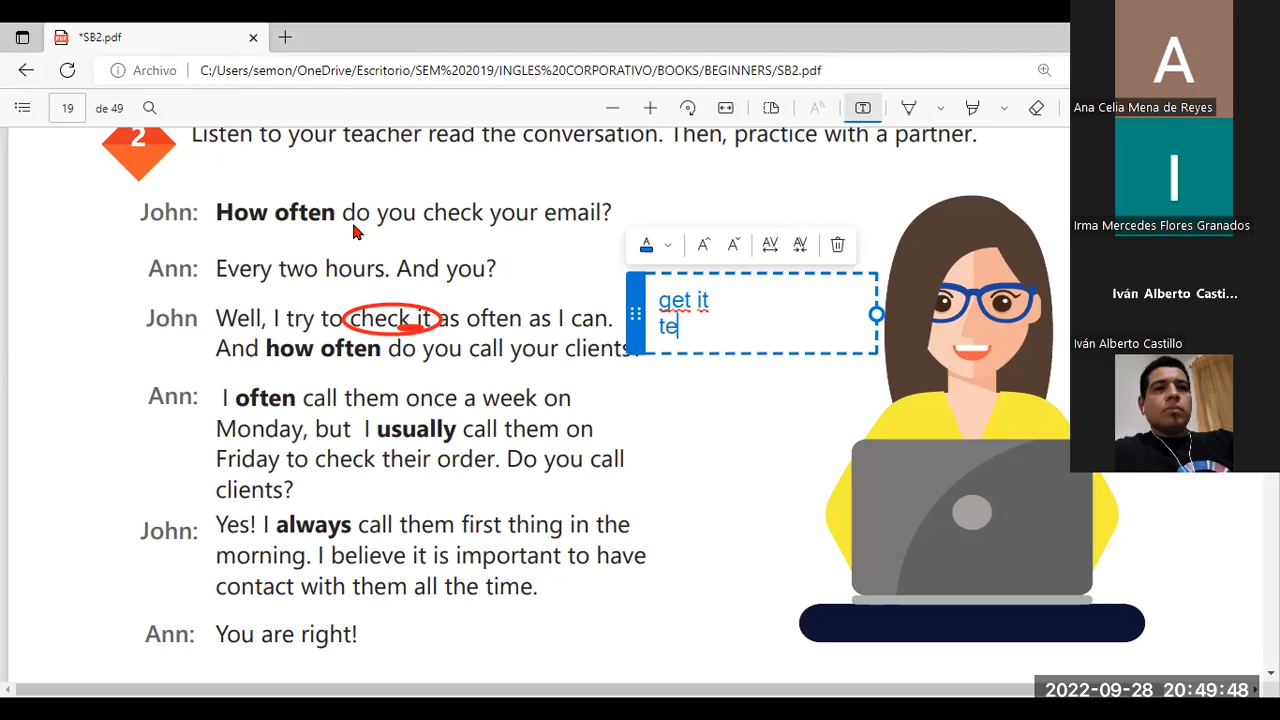 *SB2.pdf
Archivo
C:/Users/semon/OneDrive/Escritorio/SEM%202019/INGLES%20CORPORATIVO/BOOKS/BEGINNERS/SB2.pdf
19
de 49
2
Listen to your teacher read the conversation. Then, practice with a partner.
John: How often do you check your email?
Ann: Every two hours. And you?
John Well, I try to check it as often as I can.
And how often do you call your clients?
Ann: I often call them once a week on
Monday, but I usually call them on
Friday to check their order. Do you call
clients?
John: Yes! I always call them first thing in the
morning. I believe it is important to have
contact with them all the time.
Ann: You are right!
get it
te
A
Ana Celia Mena de Reyes
I
Irma Mercedes Flores Granados
Iván Alberto Casti...
Iván Alberto Castillo
2022-09-28 20:49:48